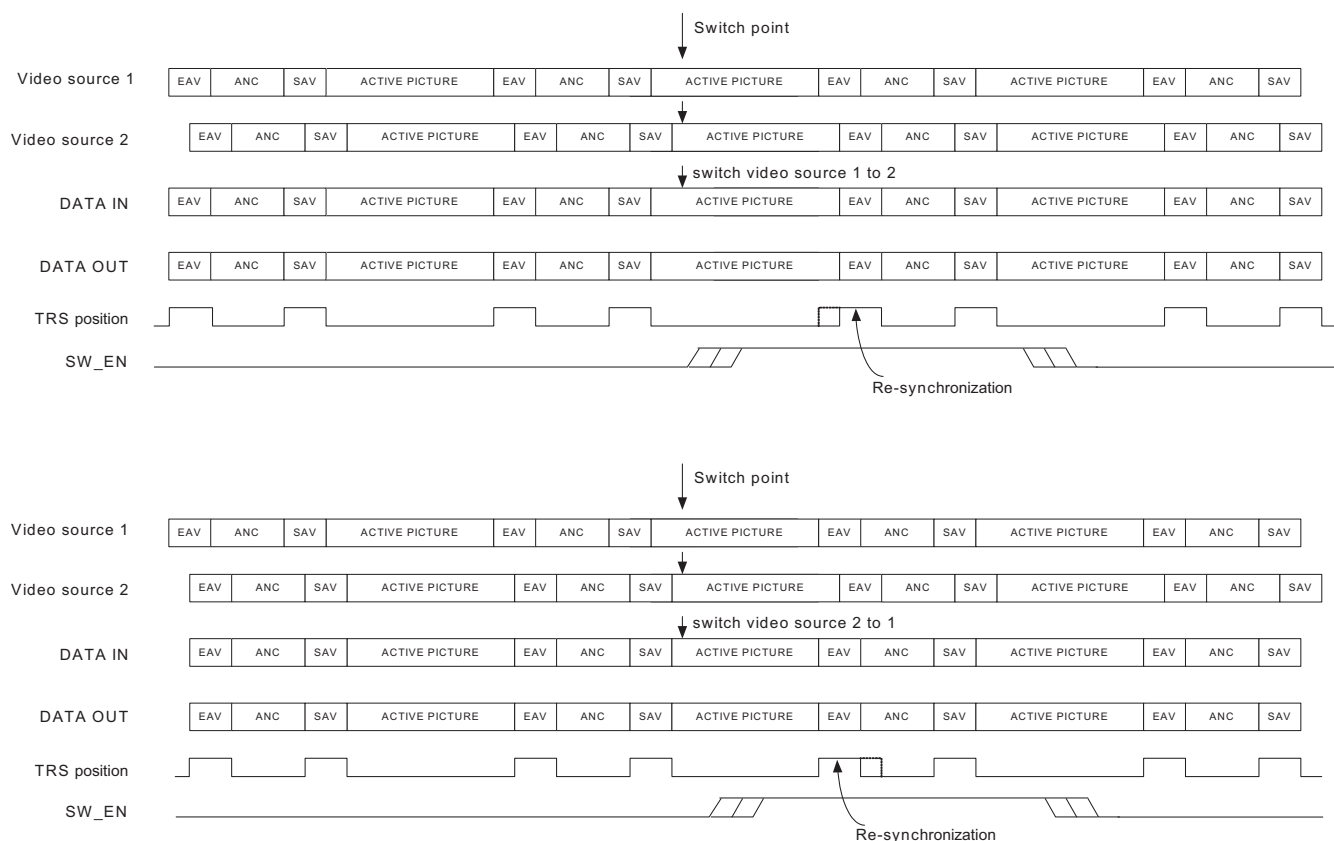 Switch point
Video source 1 EAV ANC SAV ACTIVE PICTURE EAV ANC SAV ACTIVE PICTURE EAV ANC SAV ACTIVE PICTURE EAV ANC SAV
Video source 2 EAV ANC SAV ACTIVE PICTURE EAV ANC SAV ACTIVE PICTURE EAV ANC SAV ACTIVE PICTURE EAV ANC SAV
switch video source 1 to 2
DATA IN EAV ANC SAV ACTIVE PICTURE EAV ANC SAV ACTIVE PICTURE EAV ANC SAV ACTIVE PICTURE EAV ANC SAV
DATA OUT EAV ANC SAV ACTIVE PICTURE EAV ANC SAV ACTIVE PICTURE EAV ANC SAV ACTIVE PICTURE EAV ANC SAV
TRS position
SW_EN
Re-synchronization
Switch point
Video source 1 EAV ANC SAV ACTIVE PICTURE EAV ANC SAV ACTIVE PICTURE EAV ANC SAV ACTIVE PICTURE EAV ANC SAV
Video source 2 EAV ANC SAV ACTIVE PICTURE EAV ANC SAV ACTIVE PICTURE EAV ANC SAV ACTIVE PICTURE EAV ANC SAV
switch video source 2 to 1
DATA IN EAV ANC SAV ACTIVE PICTURE EAV ANC SAV ACTIVE PICTURE EAV ANC SAV ACTIVE PICTURE EAV ANC SAV
DATA OUT EAV ANC SAV ACTIVE PICTURE EAV ANC SAV ACTIVE PICTURE EAV ANC SAV ACTIVE PICTURE EAV ANC SAV
TRS position
SW_EN
Re-synchronization